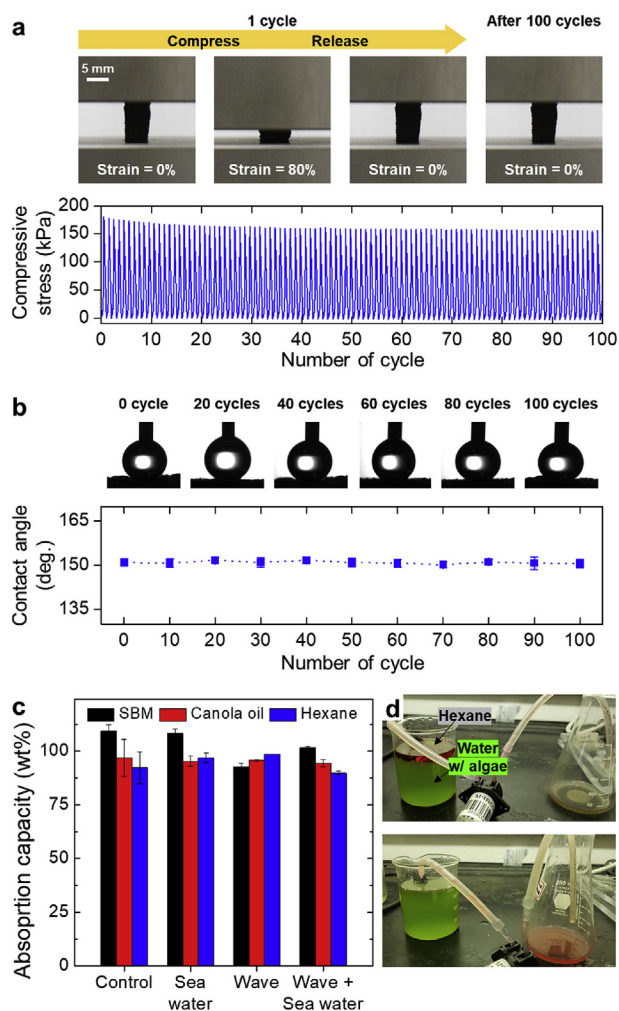 a
1 cycle
After 100 cycles
Compress Release
5 mm
Strain = 0%
Strain = 80%
Strain = 0%
Strain = 0%
Compressive
stress (kPa)
200
150
100
50
0
0 10 20 30 40 50 60 70 80 90 100
Number of cycle
b
0 cycle 20 cycles 40 cycles 60 cycles 80 cycles 100 cycles
Contact angle
(deg.)
165
150
135
0 10 20 30 40 50 60 70 80 90 100
Number of cycle
c
SBM Canola oil Hexane
Absoprtion capacity (wt%)
100
75
50
25
0
Control
Sea
water
Wave
Wave +
Sea water
d
Hexane
Water
w/ algae